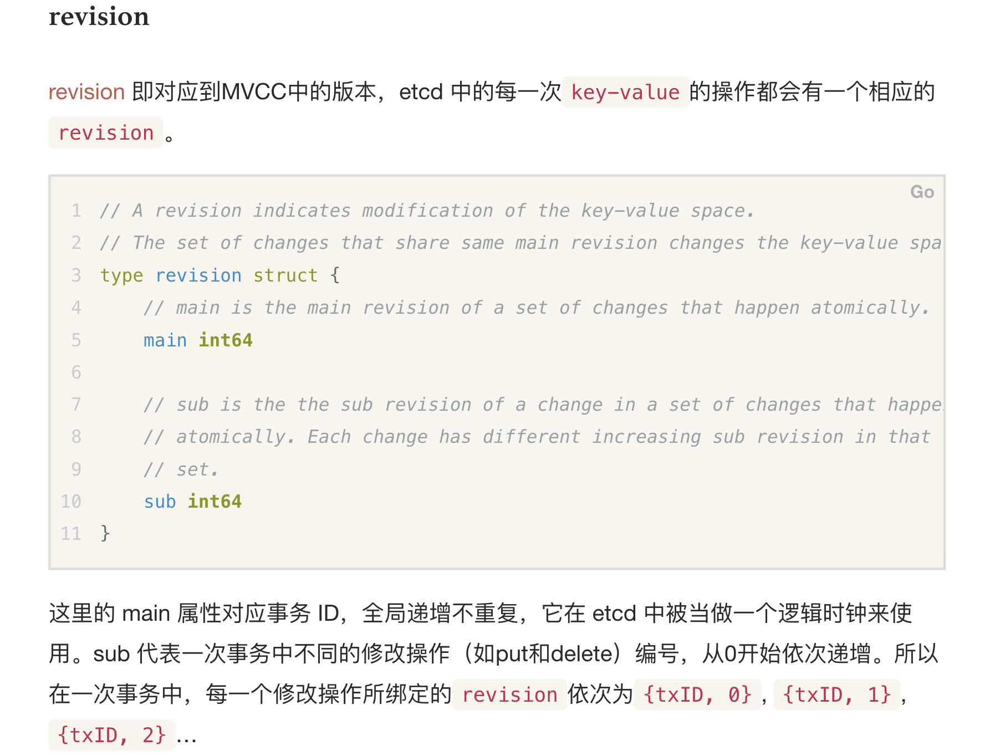 revision
revision 即对应到MVCC中的版本，etcd 中的每一次 key-value 的操作都会有一个相应的
revision 。
Go
1 // A revision indicates modification of the key-value space.
2 // The set of changes that share same main revision changes the key-value spa
3 type revision struct {
4     // main is the main revision of a set of changes that happen atomically.
5     main int64
6
7     // sub is the the sub revision of a change in a set of changes that happe
8     // atomically. Each change has different increasing sub revision in that
9     // set.
10     sub int64
11 }
这里的 main 属性对应事务 ID，全局递增不重复，它在 etcd 中被当做一个逻辑时钟来使
用。sub 代表一次事务中不同的修改操作（如put和delete）编号，从0开始依次递增。所以
在一次事务中，每一个修改操作所绑定的 revision 依次为 {txID, 0} , {txID, 1} ,
{txID, 2} …